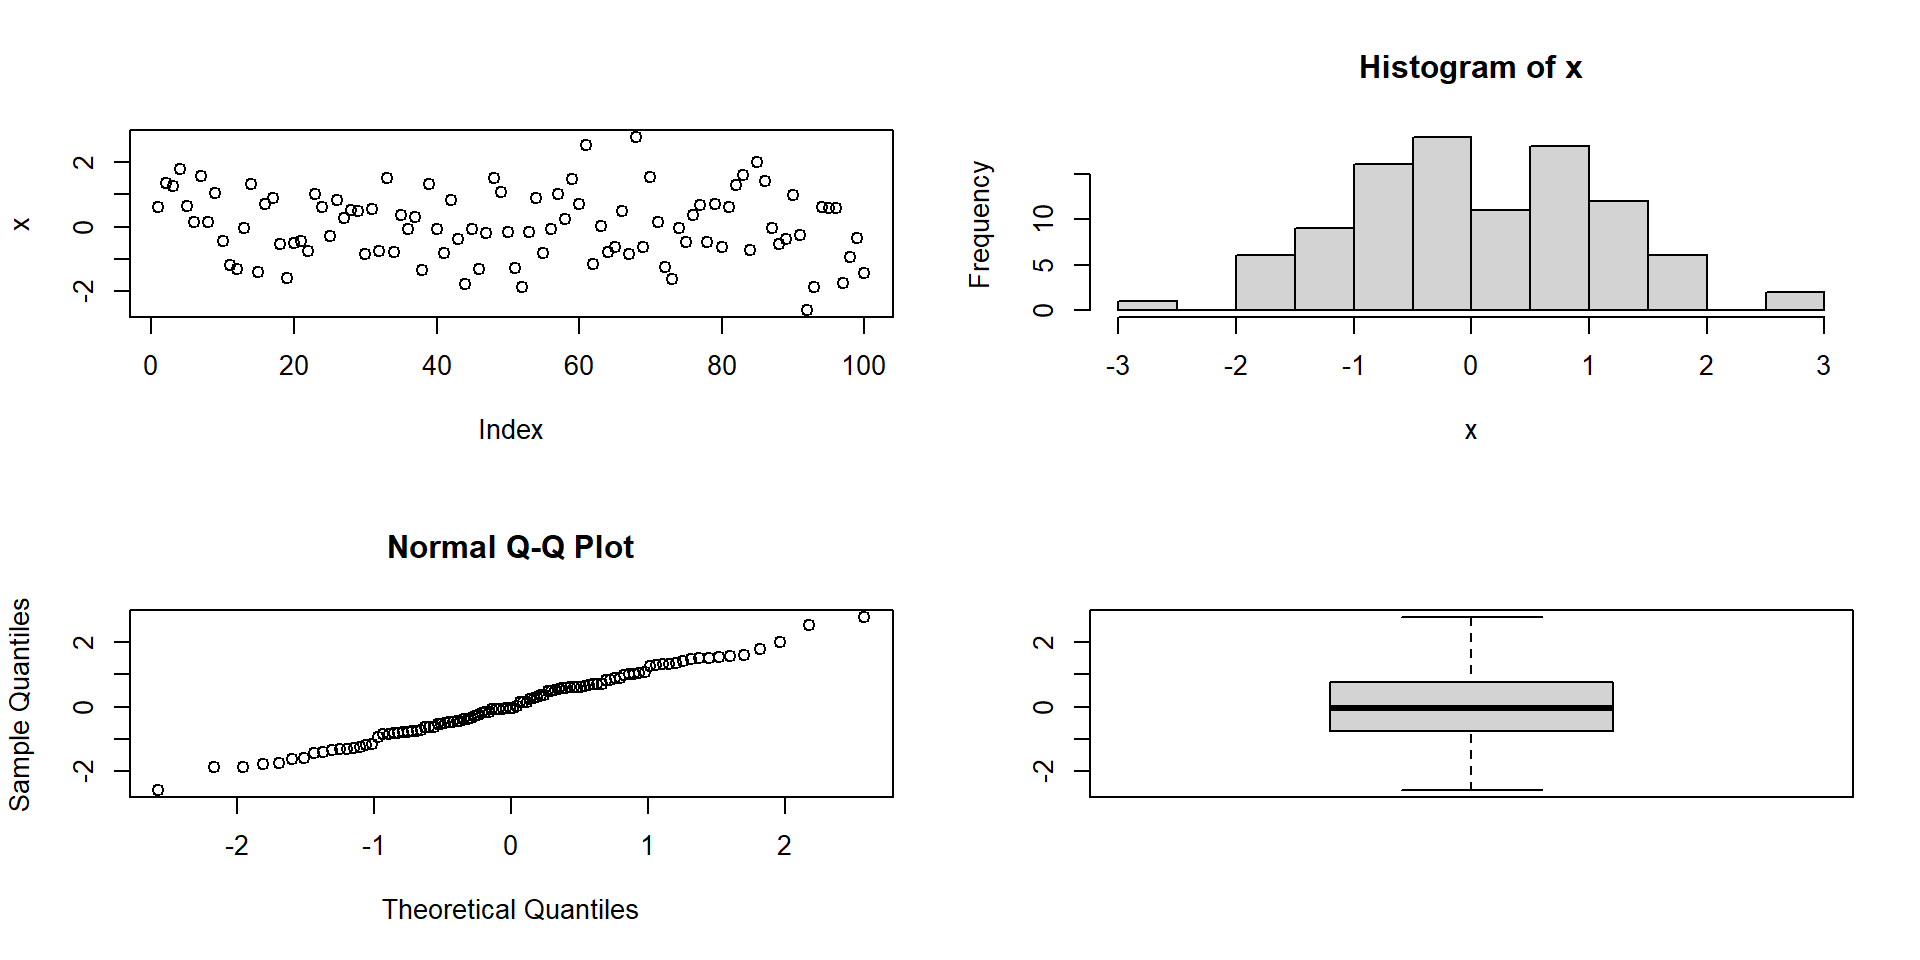 x
2
0
-2
0 20 40 60 80 100
Index
Histogram of x
Frequency
10
5
0
-3 -2 -1 0 1 2 3
x
Normal Q-Q Plot
Sample Quantiles
2
0
-2
-2 -1 0 1 2
Theoretical Quantiles
2
0
-2